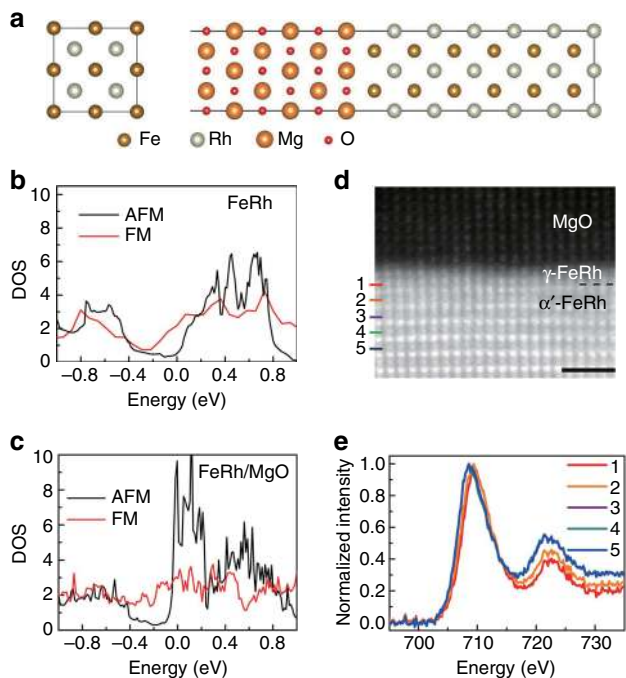 a
Fe
Rh
Mg
O
b
10
8
6
4
2
0
DOS
AFM
FM
FeRh
−0.8
−0.4
0.0
0.4
0.8
Energy (eV)
c
10
8
6
4
2
0
DOS
AFM
FM
FeRh/MgO
−0.8
−0.4
0.0
0.4
0.8
Energy (eV)
d
MgO
γ-FeRh
α′-FeRh
1
2
3
4
5
e
Normalized intensity
1.0
0.8
0.6
0.4
0.2
0.0
1
2
3
4
5
700
710
720
730
Energy (eV)